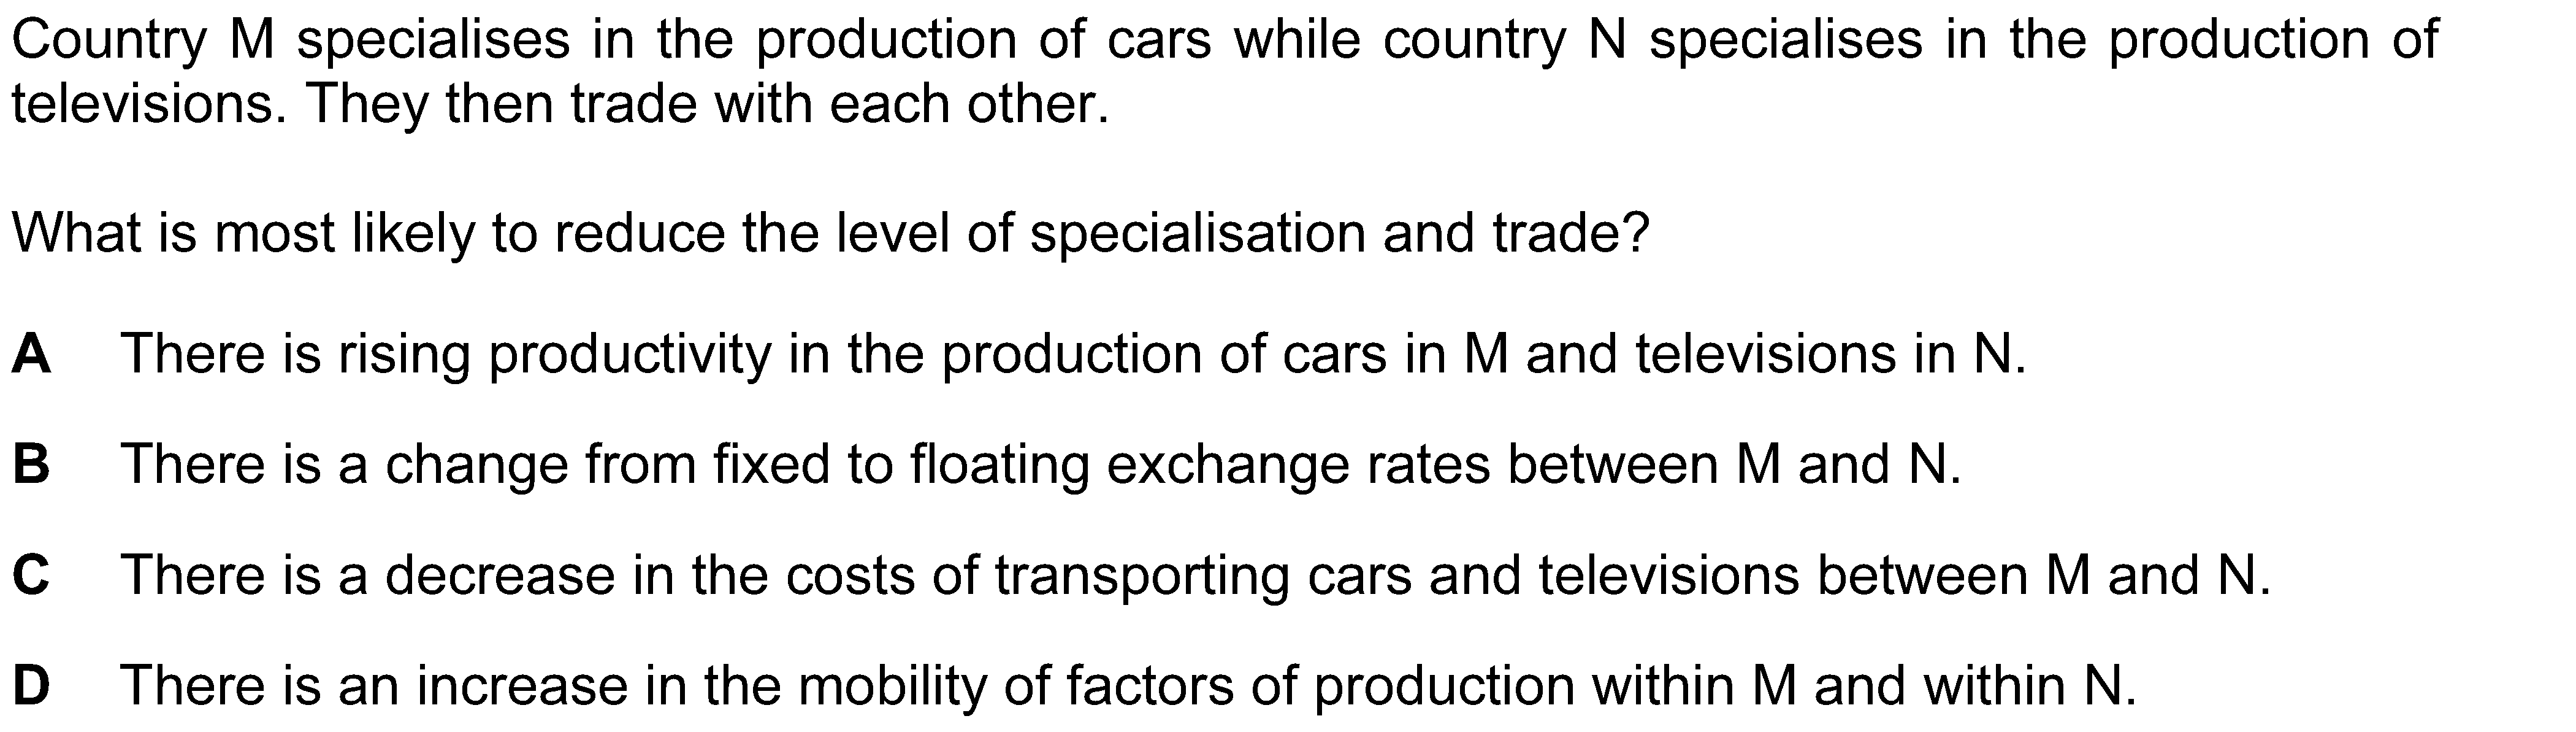 Country M specialises in the production of cars while country N specialises in the production of
televisions. They then trade with each other.
What is most likely to reduce the level of specialisation and trade?
A There is rising productivity in the production of cars in M and televisions in N.
B There is a change from fixed to floating exchange rates between M and N.
C There is a decrease in the costs of transporting cars and televisions between M and N.
D There is an increase in the mobility of factors of production within M and within N.